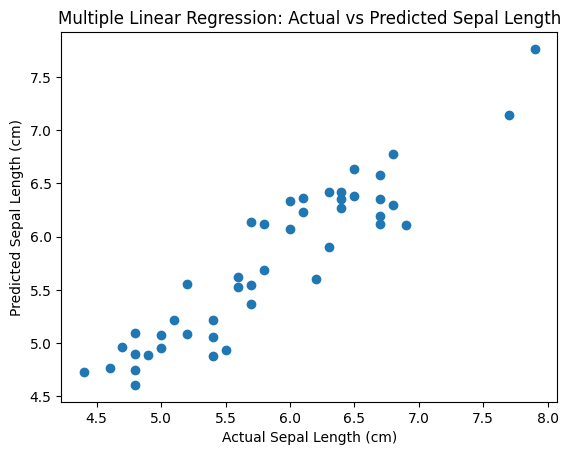 Multiple Linear Regression: Actual vs Predicted Sepal Length
Predicted Sepal Length (cm)
7.5
7.0
6.5
6.0
5.5
5.0
4.5
4.5 5.0 5.5 6.0 6.5 7.0 7.5 8.0
Actual Sepal Length (cm)